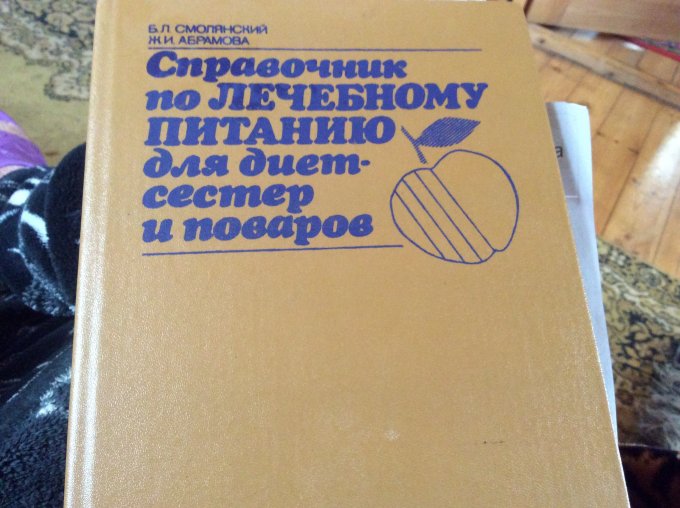 Б.Л. СМОЛЯНСКИЙ
Ж.И. АБРАМОВА
Справочник
по ЛЕЧЕБНОМУ
ПИТАНИЮ
для диет-
сестер
и поваров